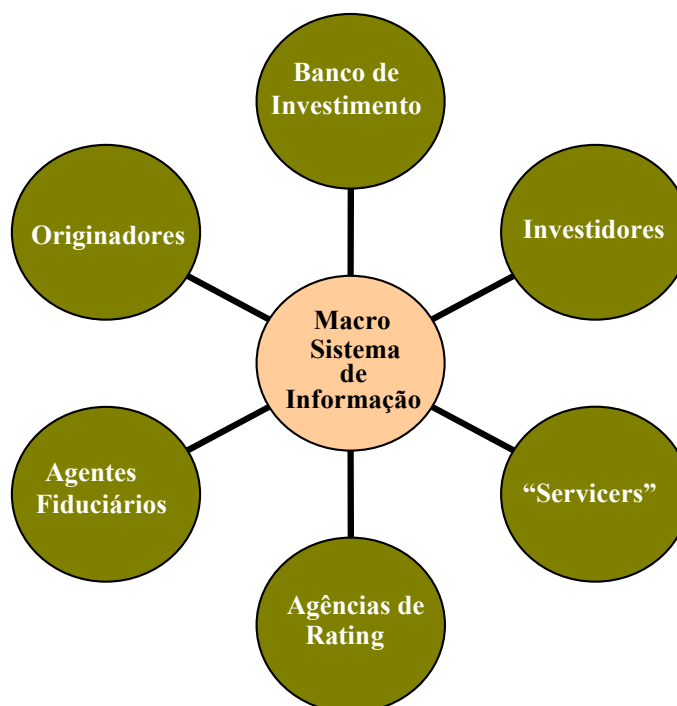 Banco de
Investimento
Originadores
Investidores
Macro
Sistema
de
Informação
Agentes
Fiduciários
“Servicers”
Agências de
Rating